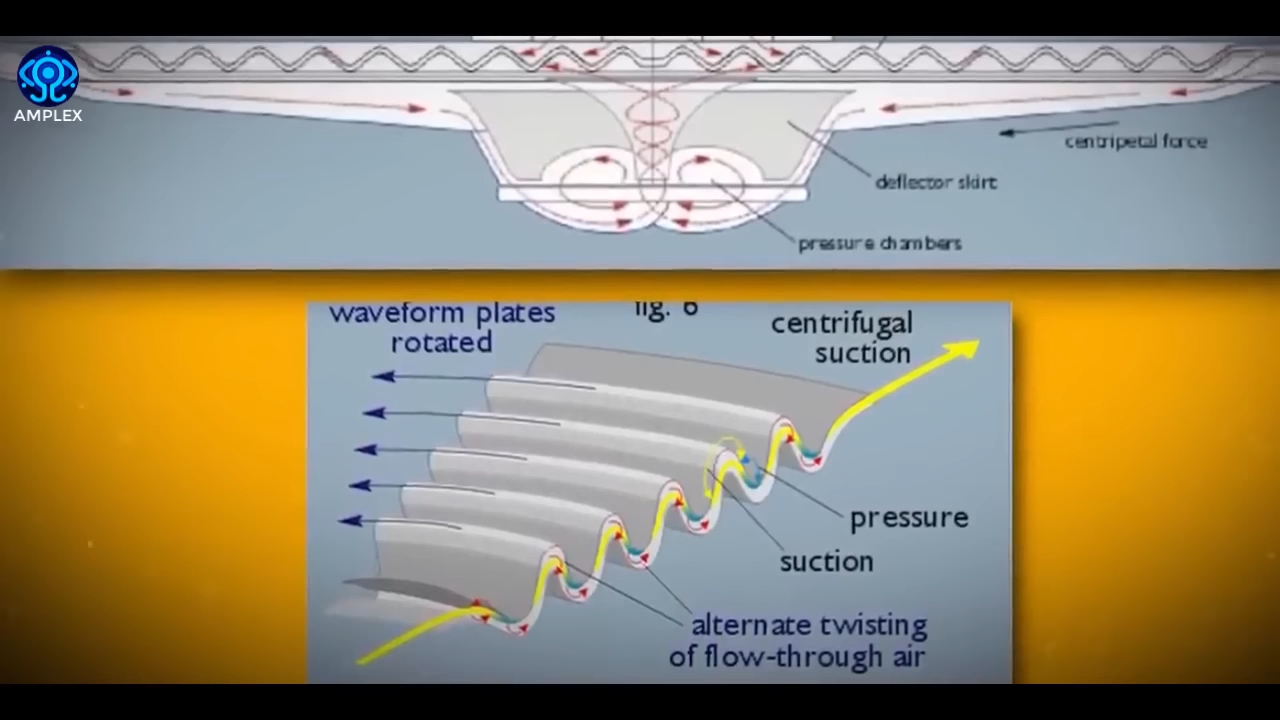 AMPLEX
centripetal force
deflector skirt
pressure chambers
waveform plates
rotated
fig. 6
centrifugal
suction
pressure
suction
alternate twisting
of flow-through air